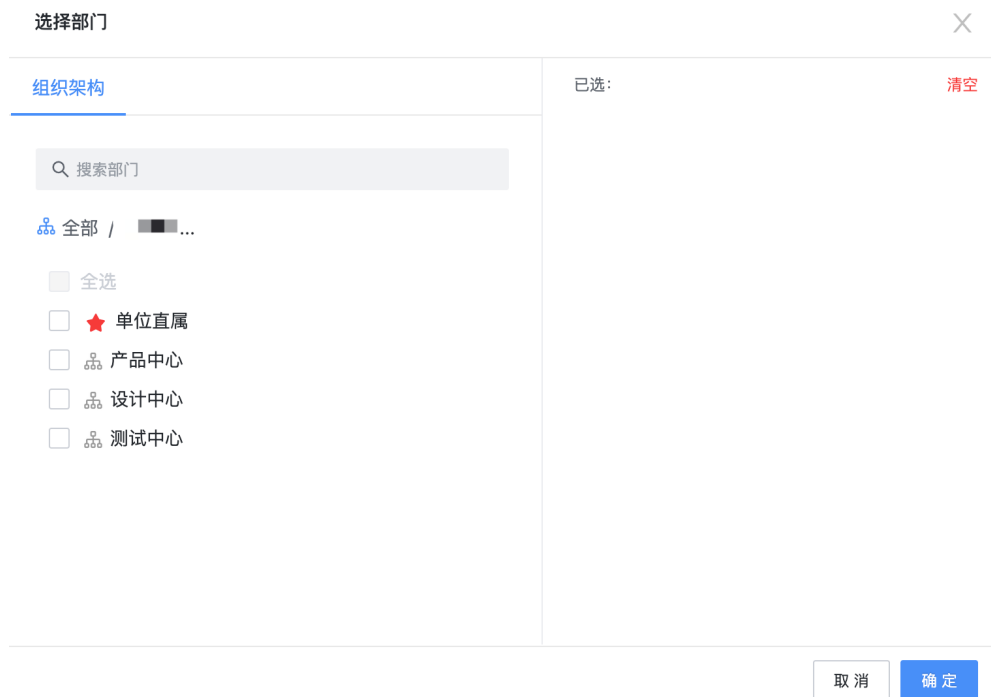 选择部门
组织架构
搜索部门
全部 / ...
全选
单位直属
产品中心
设计中心
测试中心
已选：
清空
取 消
确 定